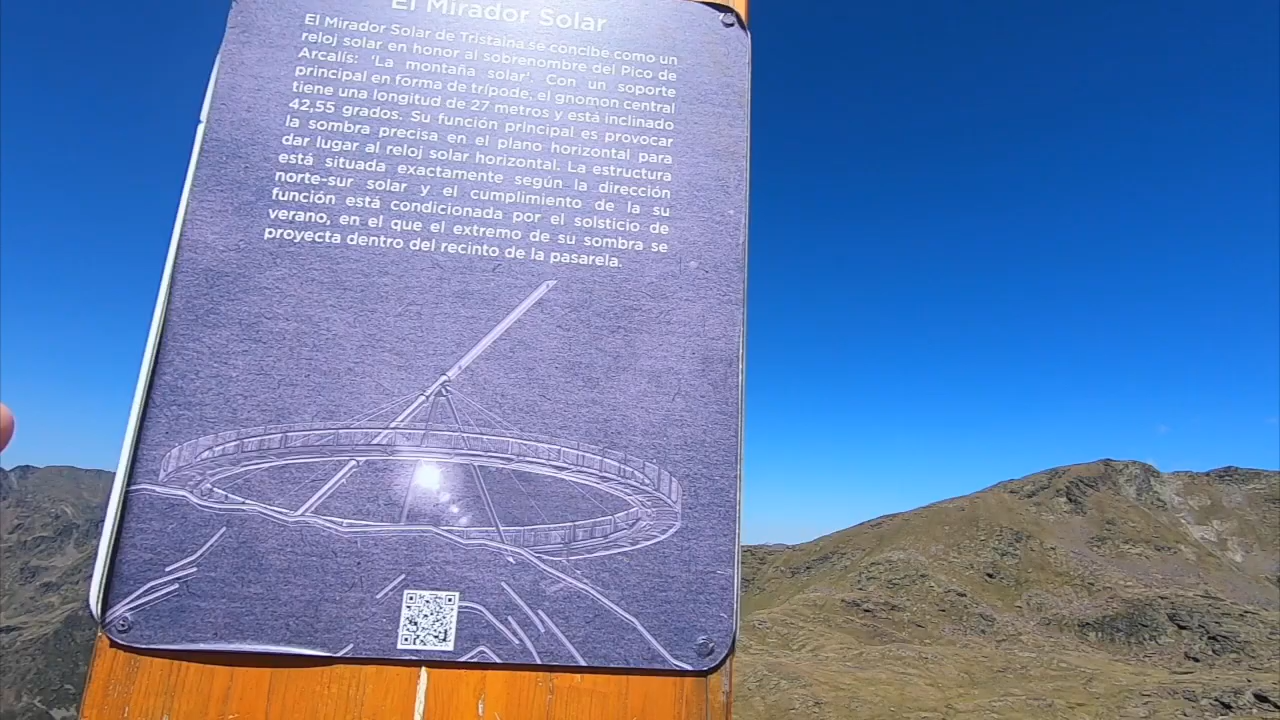 El Mirador Solar
El Mirador Solar de Tristaina se concibe como un
reloj solar en honor al sobrenombre del Pico de
Arcalís: 'La montaña solar'. Con un soporte
principal en forma de trípode, el gnomon central
tiene una longitud de 27 metros y está inclinado
42,55 grados. Su función principal es provocar
la sombra precisa en el plano horizontal para
dar lugar al reloj solar horizontal. La estructura
está situada exactamente según la dirección
norte-sur solar y el cumplimiento de la su
función está condicionada por el solsticio de
verano, en el que el extremo de su sombra se
proyecta dentro del recinto de la pasarela.